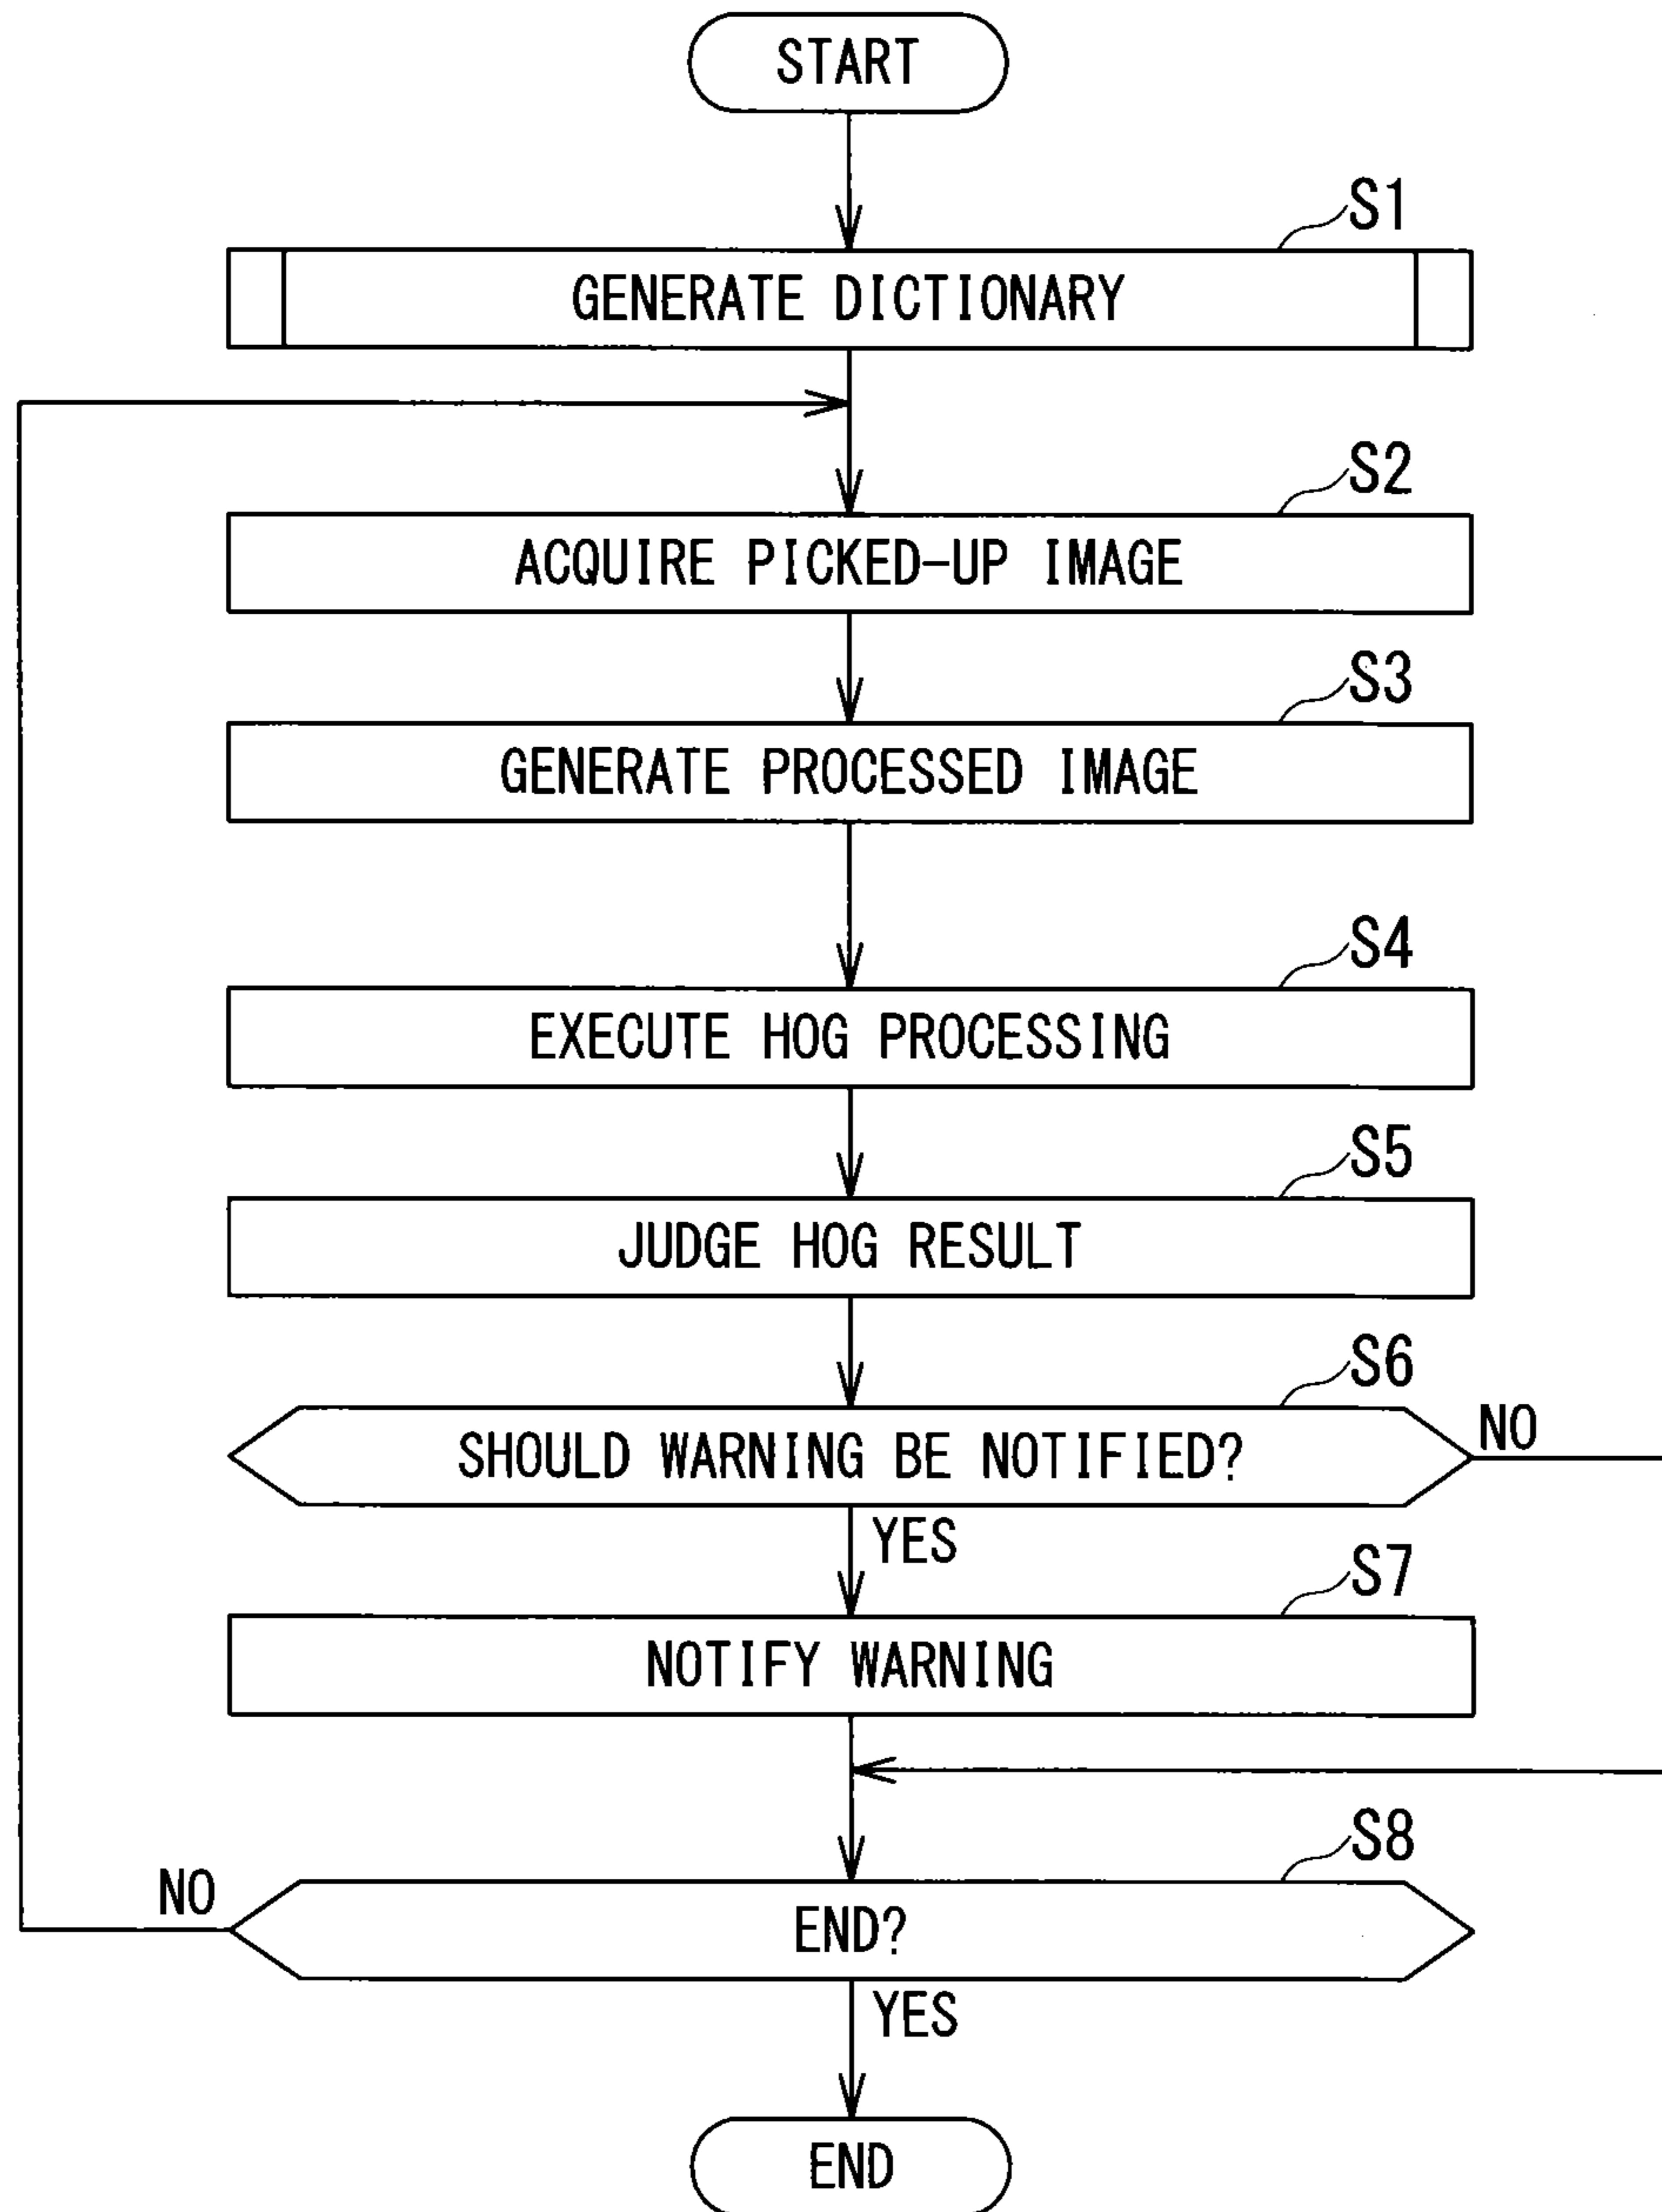 START
S1
GENERATE DICTIONARY
S2
ACQUIRE PICKED-UP IMAGE
S3
GENERATE PROCESSED IMAGE
S4
EXECUTE HOG PROCESSING
S5
JUDGE HOG RESULT
S6
SHOULD WARNING BE NOTIFIED?
NO
YES
S7
NOTIFY WARNING
S8
NO
END?
YES
END